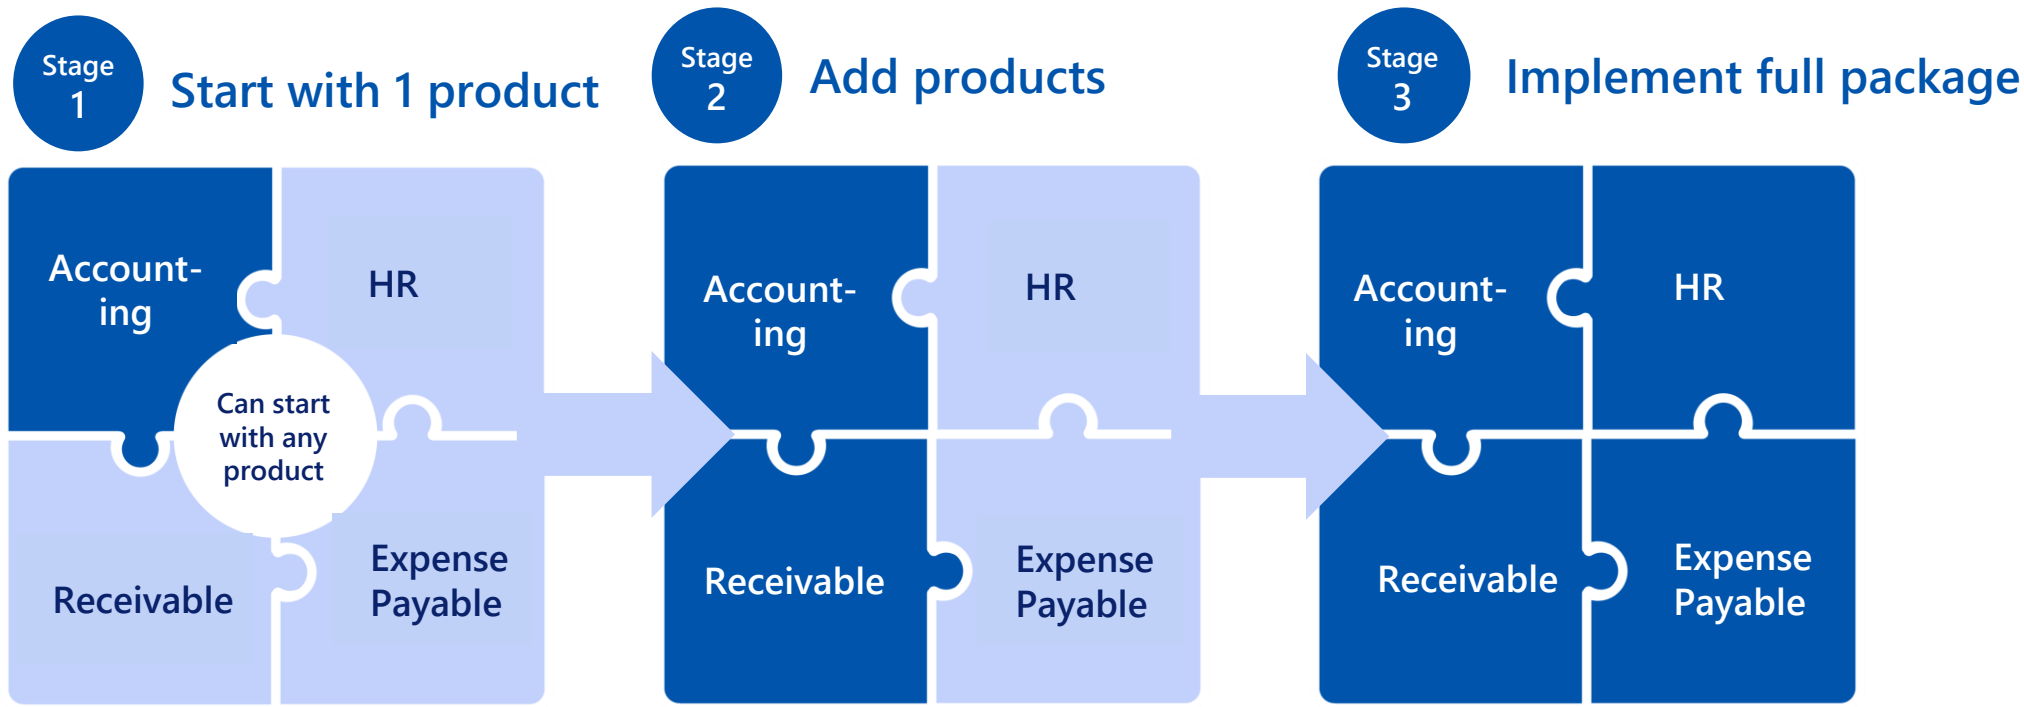 Stage
1
Start with 1 product
Stage
2
Add products
Stage
3
Implement full package
Account-
ing
HR
Can start
with any
product
Receivable
Expense
Payable
Account-
ing
HR
Receivable
Expense
Payable
Account-
ing
HR
Receivable
Expense
Payable